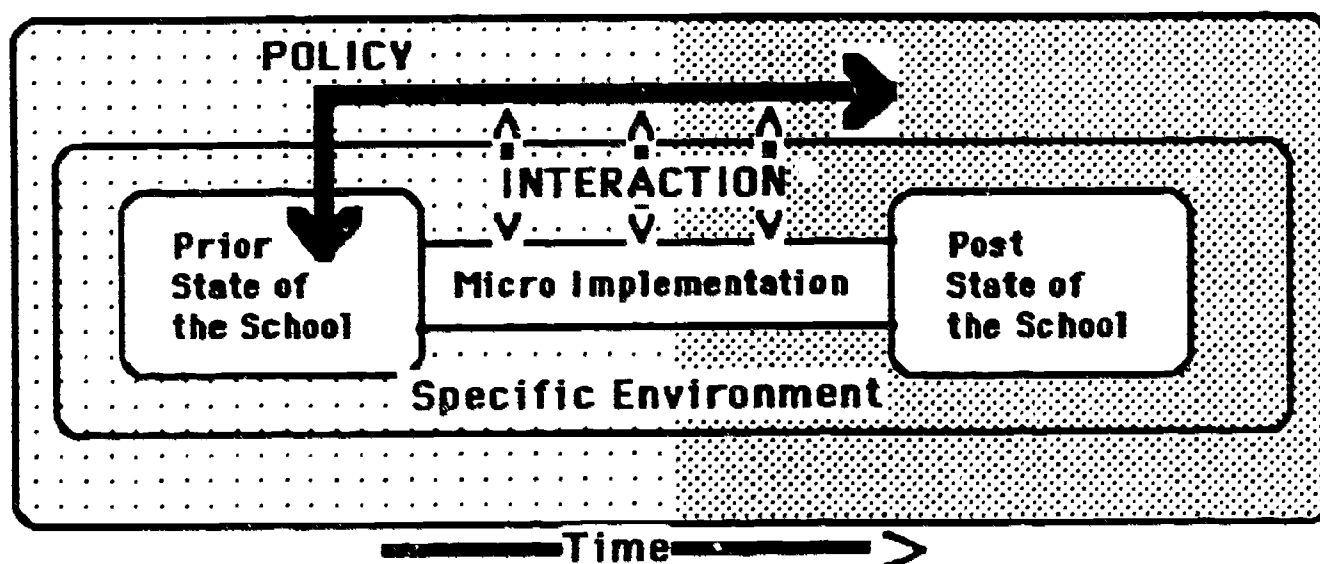 POLICY
INTERACTION
Prior
State of
the School
Micro Implementation
Post
State of
the School
Specific Environment
Time